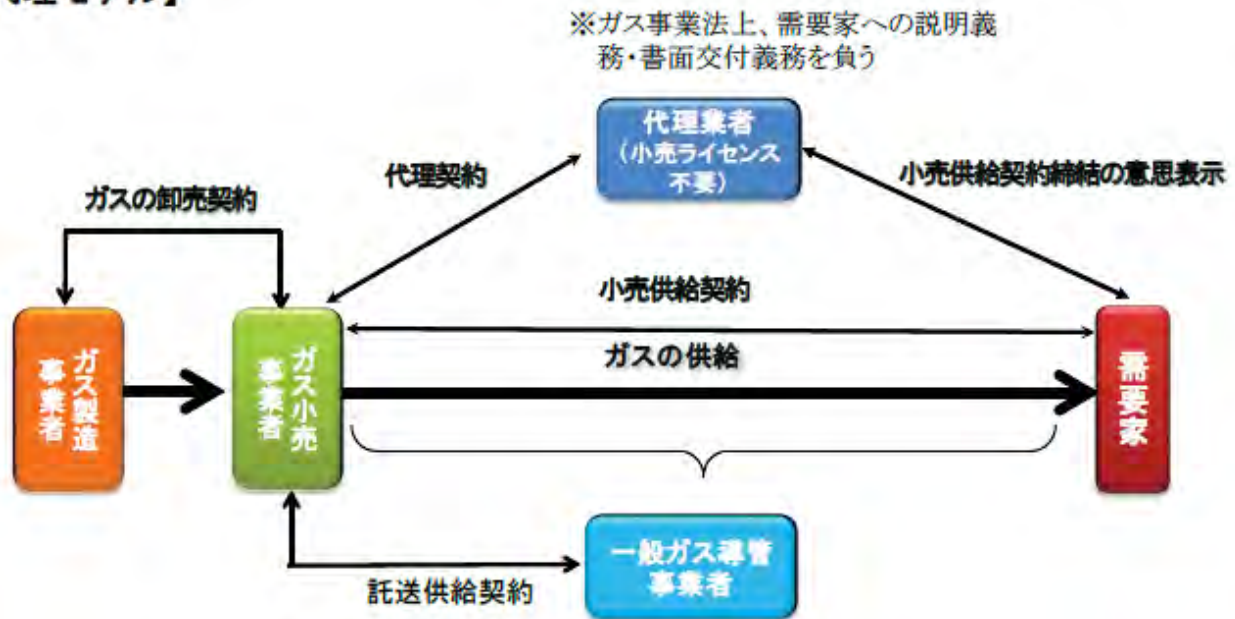 ※ガス事業法上、需要家への説明義
務・書面交付義務を負う
代理業者
(小売ライセンス
不要)
代理契約
小売供給契約締結の意思表示
ガスの卸売契約
小売供給契約
ガスの供給
ガス製造
事業者
ガス小売
事業者
需要家
一般ガス導管
事業者
託送供給契約